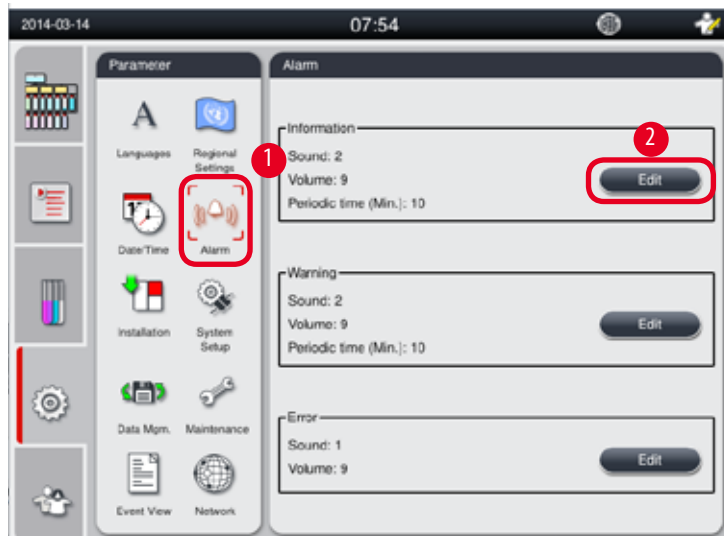 2014-03-14
07:54
Parameter
Languages
Regional
Settings
Date/Time
Alarm
Installation
System
Setup
Data Mgm.
Maintenance
Event View
Network
Alarm
Information
Sound: 2
Volume: 9
Periodic time (Min.): 10
Edit
Warning
Sound: 2
Volume: 9
Periodic time (Min.): 10
Edit
Error
Sound: 1
Volume: 9
Edit
1
2